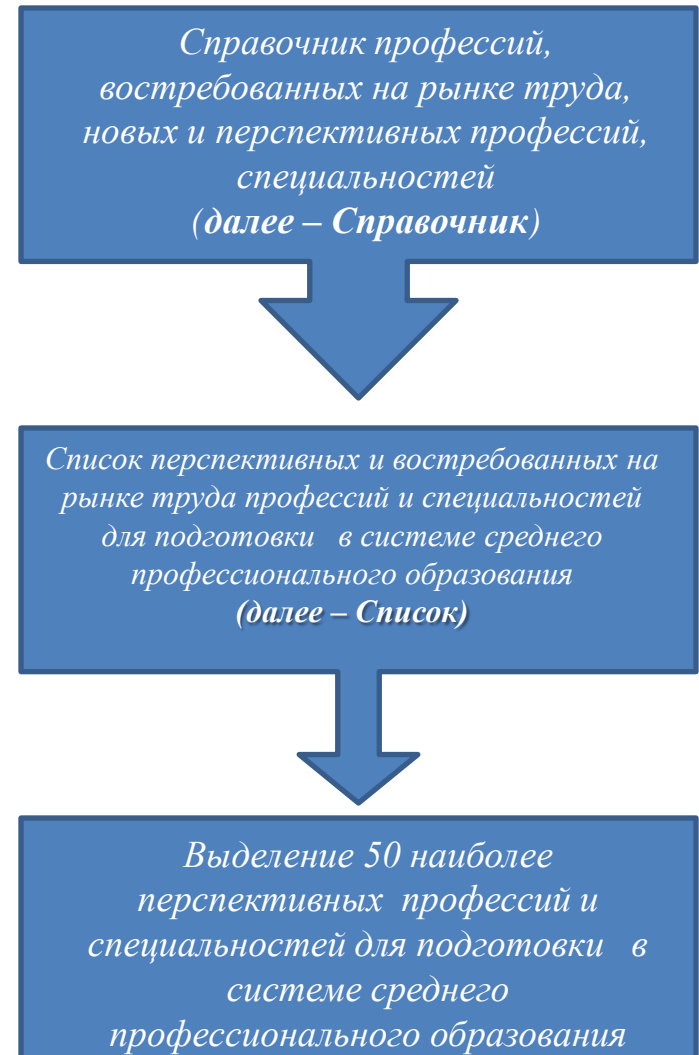 Справочник профессий,
востребованных на рынке труда,
новых и перспективных профессий,
специальностей
(далее – Справочник)
Список перспективных и востребованных на
рынке труда профессий и специальностей
для подготовки в системе среднего
профессионального образования
(далее – Список)
Выделение 50 наиболее
перспективных профессий и
специальностей для подготовки в
системе среднего
профессионального образования